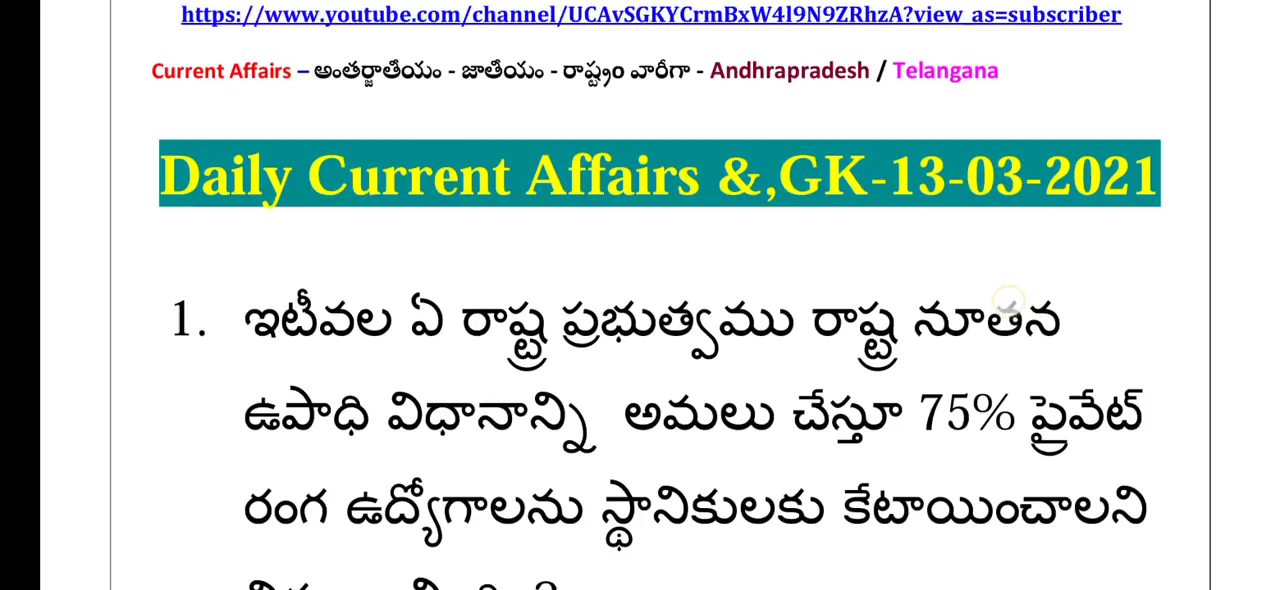 https://www.youtube.com/channel/UCAvSGKYCrmBxW4l9N9ZRhzA?view_as=subscriber
Current Affairs – అంతర్జాతీయం - జాతీయం - రాష్ట్రం వారీగా - Andhrapradesh / Telangana
Daily Current Affairs &,GK-13-03-2021
1. ఇటీవల ఏ రాష్ట్ర ప్రభుత్వము రాష్ట్ర నూతన
ఉపాధి విధానాన్ని అమలు చేస్తూ 75% ప్రైవేట్
రంగ ఉద్యోగాలను స్థానికులకు కేటాయించాలని